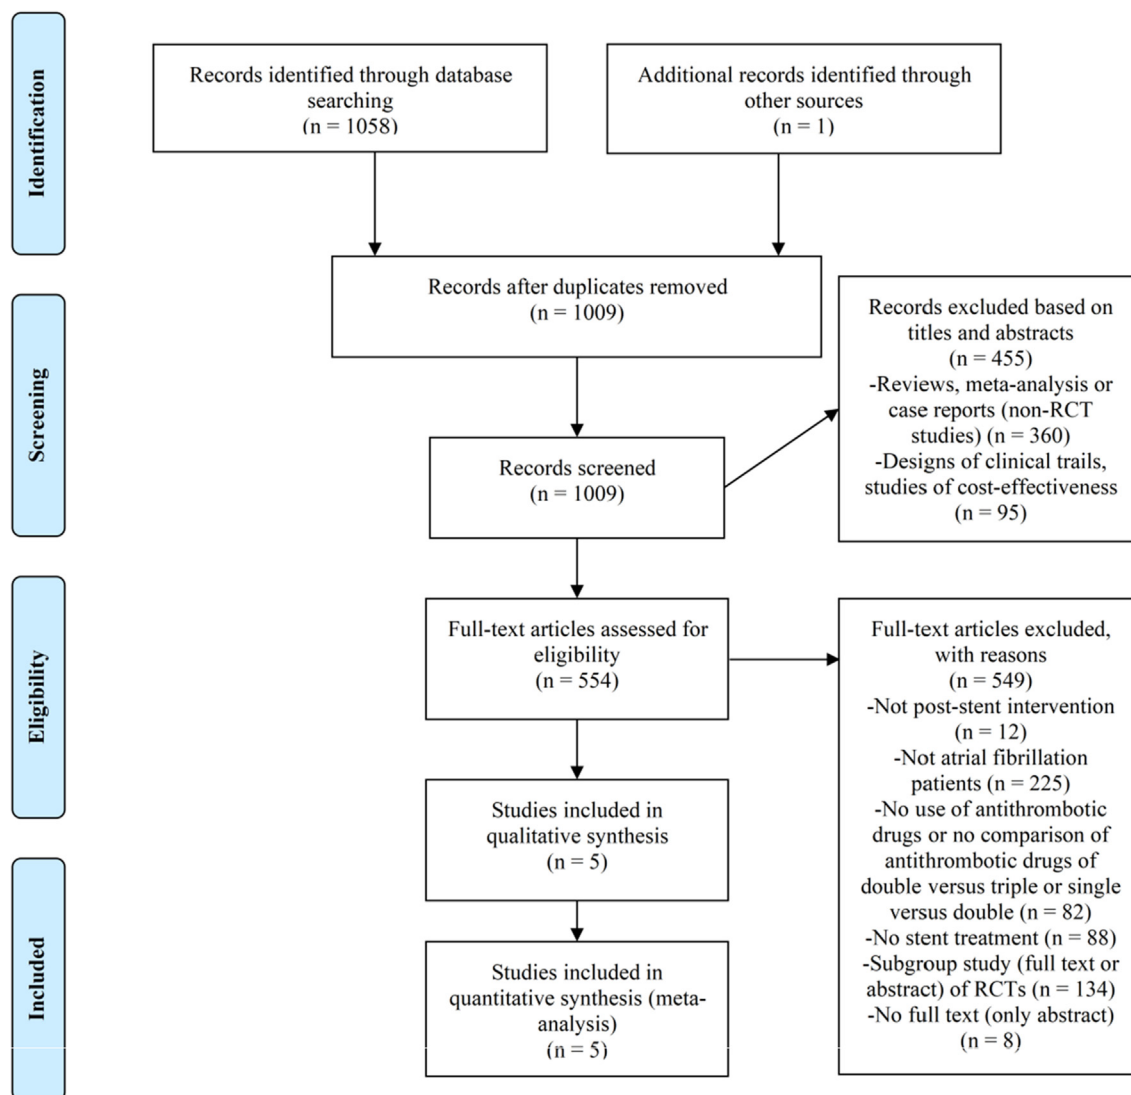 Identification
Records identified through database
searching
(n = 1058)
Additional records identified through
other sources
(n = 1)
Records after duplicates removed
(n = 1009)
Screening
Records excluded based on
titles and abstracts
(n = 455)
-Reviews, meta-analysis or
case reports (non-RCT
studies) (n = 360)
-Designs of clinical trails,
studies of cost-effectiveness
(n = 95)
Records screened
(n = 1009)
Eligibility
Full-text articles assessed for
eligibility
(n = 554)
Full-text articles excluded,
with reasons
(n = 549)
-Not post-stent intervention
(n = 12)
-Not atrial fibrillation
patients (n = 225)
-No use of antithrombotic
drugs or no comparison of
antithrombotic drugs of
double versus triple or single
versus double (n = 82)
-No stent treatment (n = 88)
-Subgroup study (full text or
abstract) of RCTs (n = 134)
-No full text (only abstract)
(n = 8)
Studies included in
qualitative synthesis
(n = 5)
Included
Studies included in
quantitative synthesis (meta-
analysis)
(n = 5)